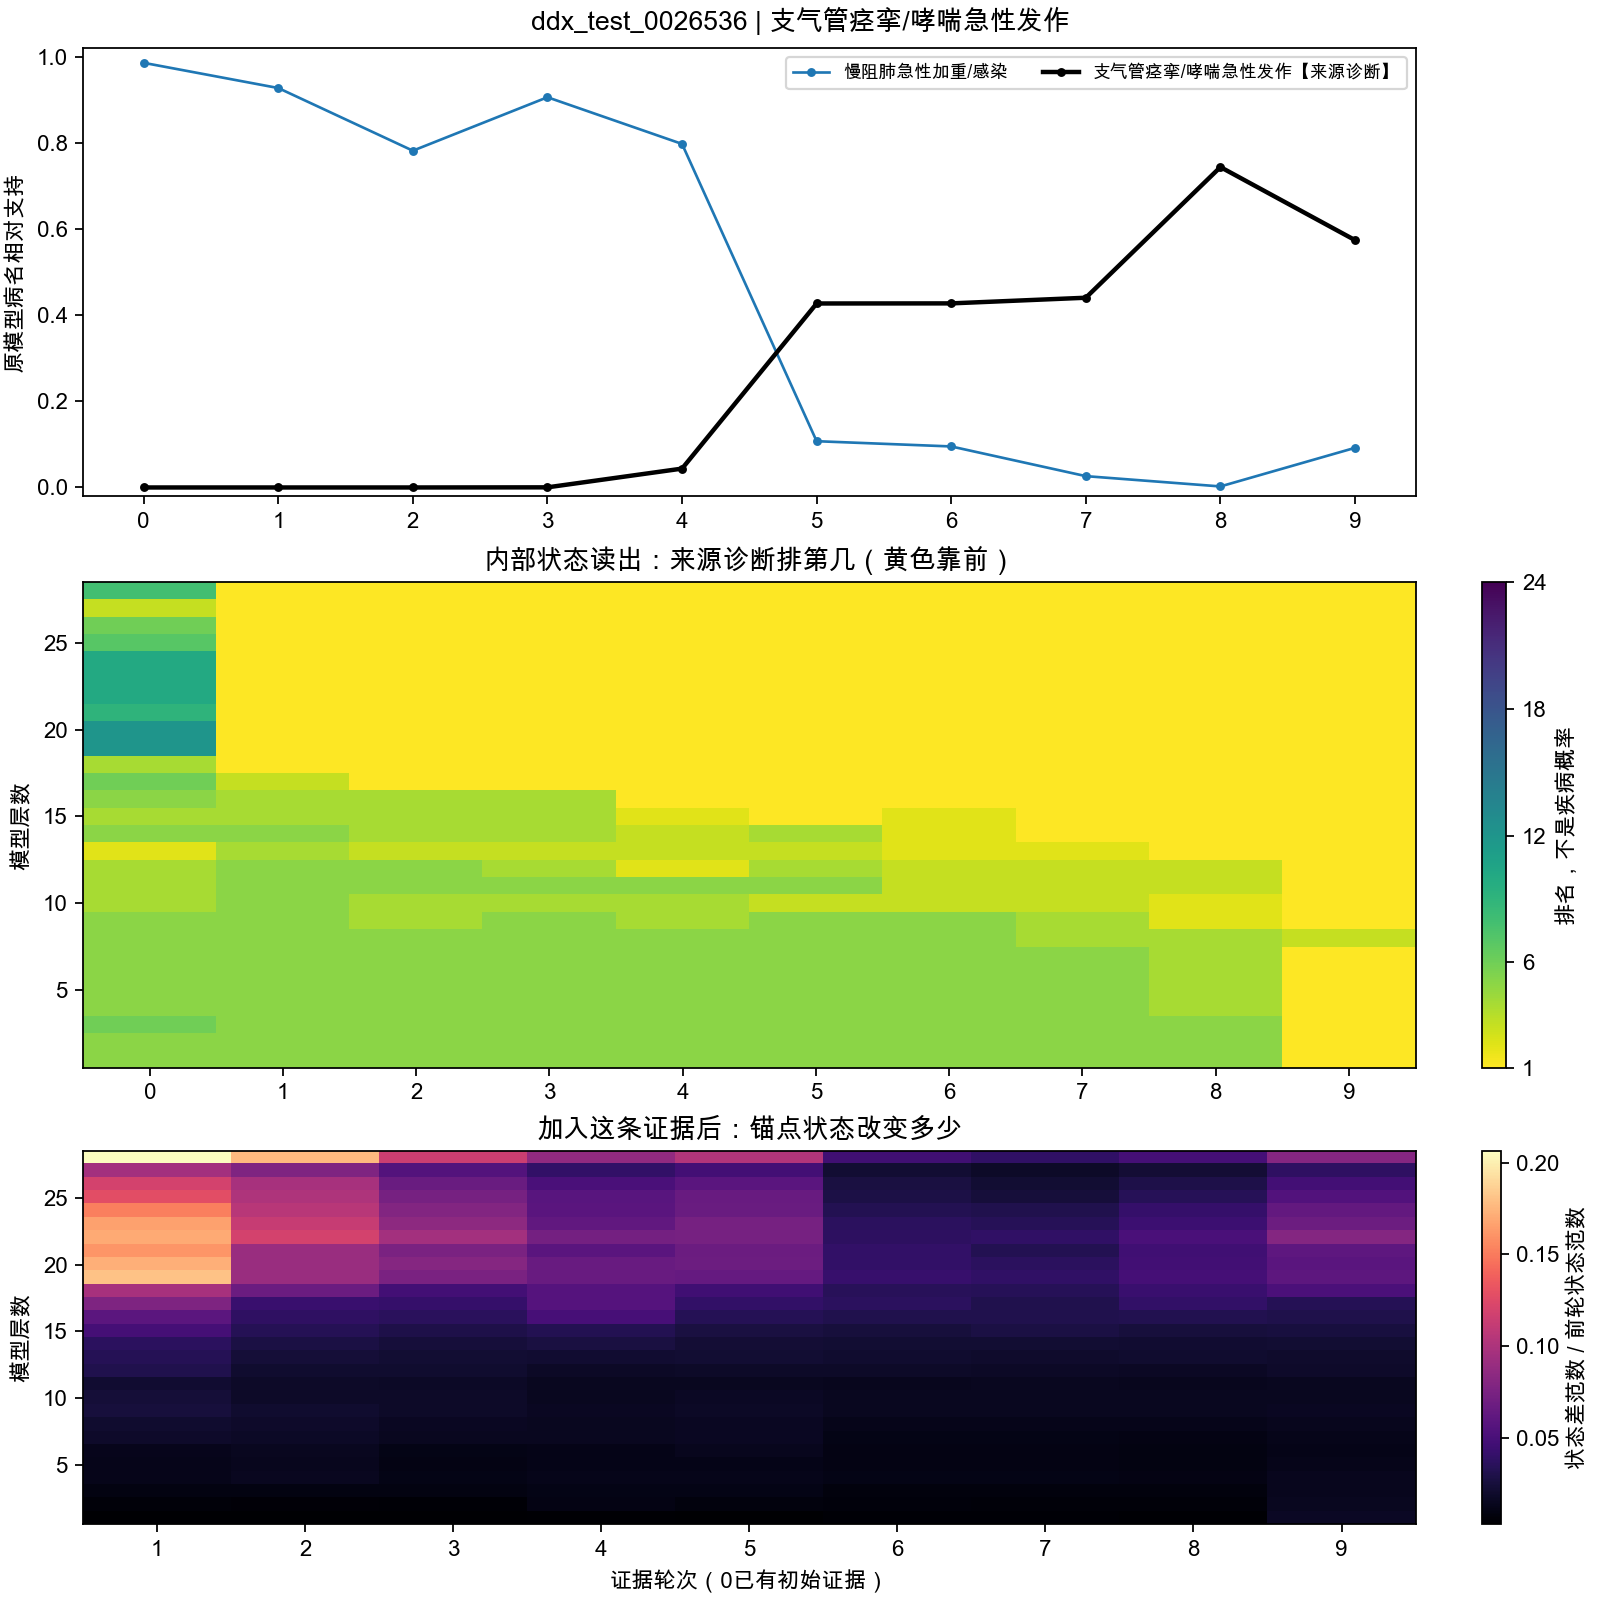 ddx_test_0026536 | 支气管痉挛/哮喘急性发作
慢阻肺急性加重/感染
支气管痉挛/哮喘急性发作【来源诊断】
原模型病名相对支持
1.0
0.8
0.6
0.4
0.2
0.0
0 1 2 3 4 5 6 7 8 9
内部状态读出：来源诊断排第几（黄色靠前）
模型层数
25
20
15
10
5
0 1 2 3 4 5 6 7 8 9
24
18
12
6
1
排名，不是疾病概率
加入这条证据后：锚点状态改变多少
模型层数
25
20
15
10
5
1 2 3 4 5 6 7 8 9
证据轮次（0已有初始证据）
0.20
0.15
0.10
0.05
状态差范数 / 前轮状态范数